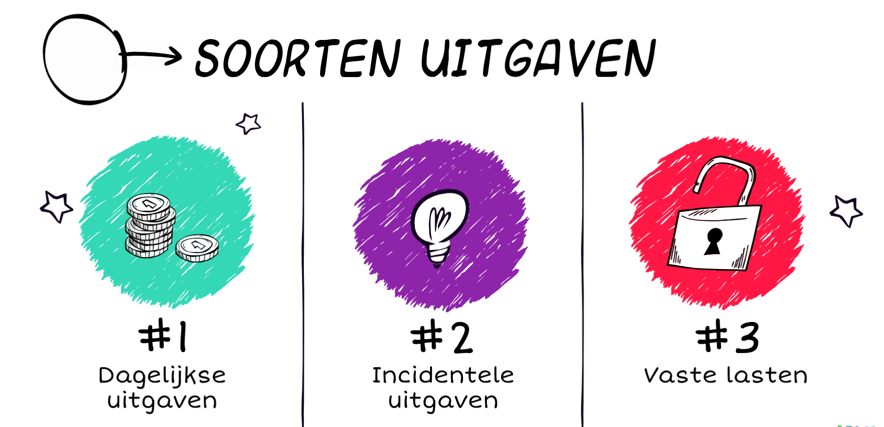 SOORTEN UITGAVEN
#1
Dagelijkse
uitgaven
#2
Incidentele
uitgaven
#3
Vaste lasten